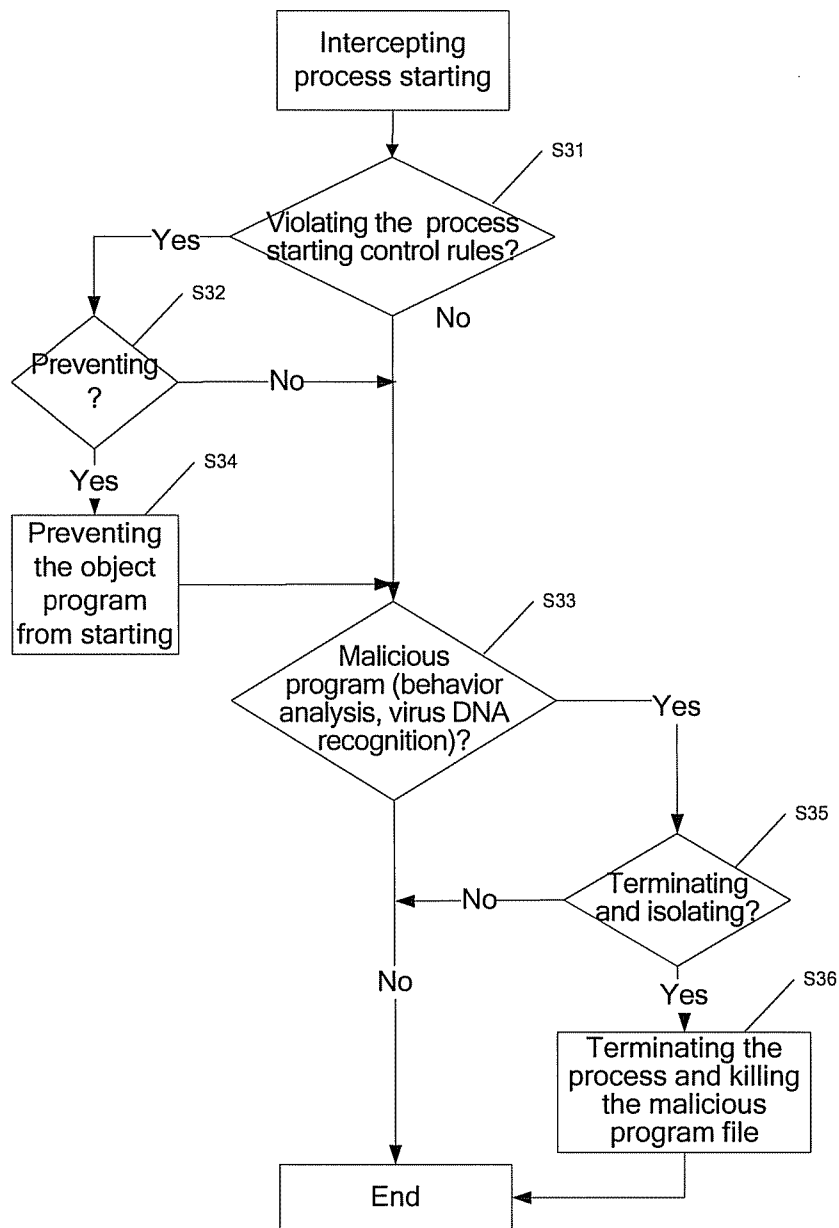 Intercepting
process starting
S31
Violating the process
starting control rules?
Yes
No
S32
Preventing
?
No
Yes
S34
Preventing
the object
program
from starting
S33
Malicious
program (behavior
analysis, virus DNA
recognition)?
Yes
S35
Terminating
and isolating?
No
No
Yes
S36
Terminating the
process and killing
the malicious
program file
End